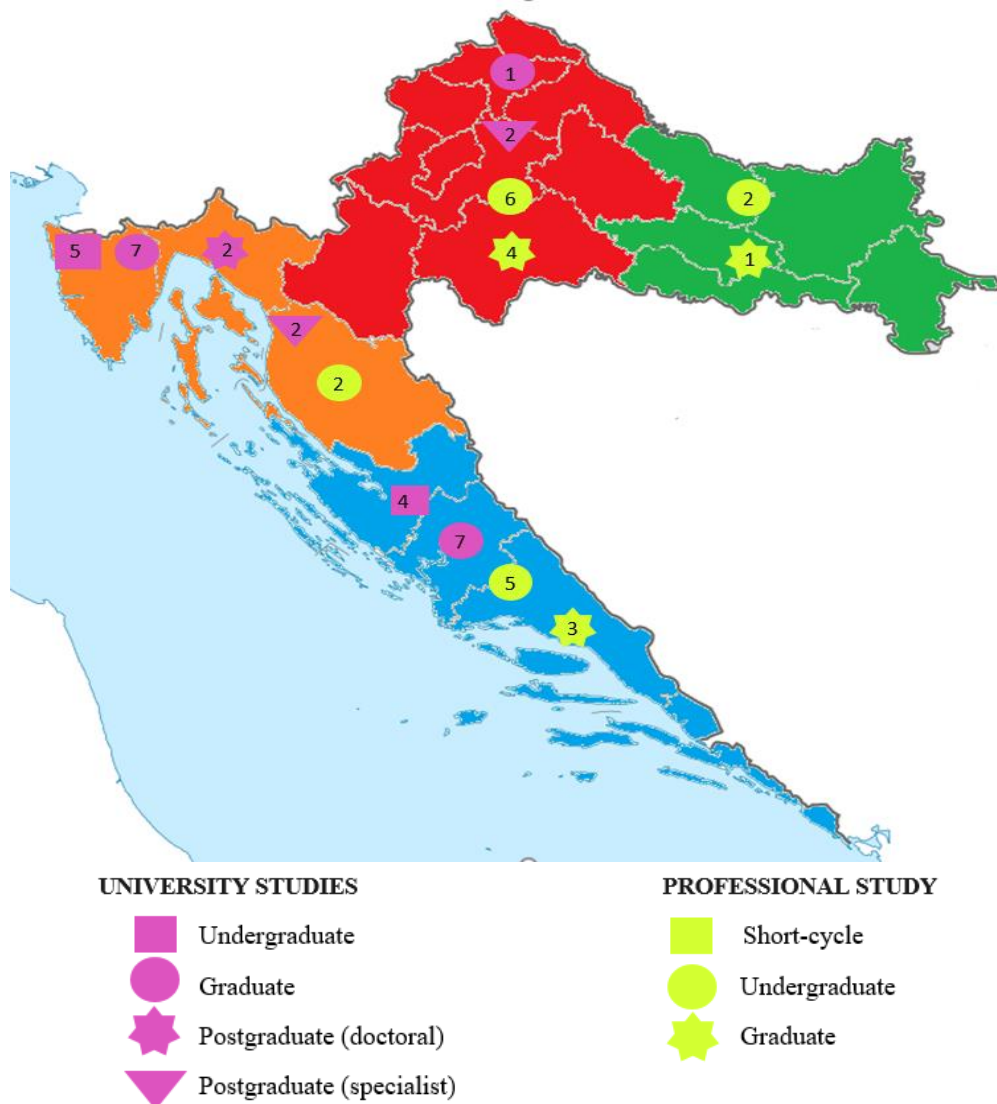 1
2
6
2
5
7
2
4
1
2
2
4
7
5
3
UNIVERSITY STUDIES
PROFESSIONAL STUDY
Undergraduate
Short-cycle
Graduate
Undergraduate
Postgraduate (doctoral)
Graduate
Postgraduate (specialist)